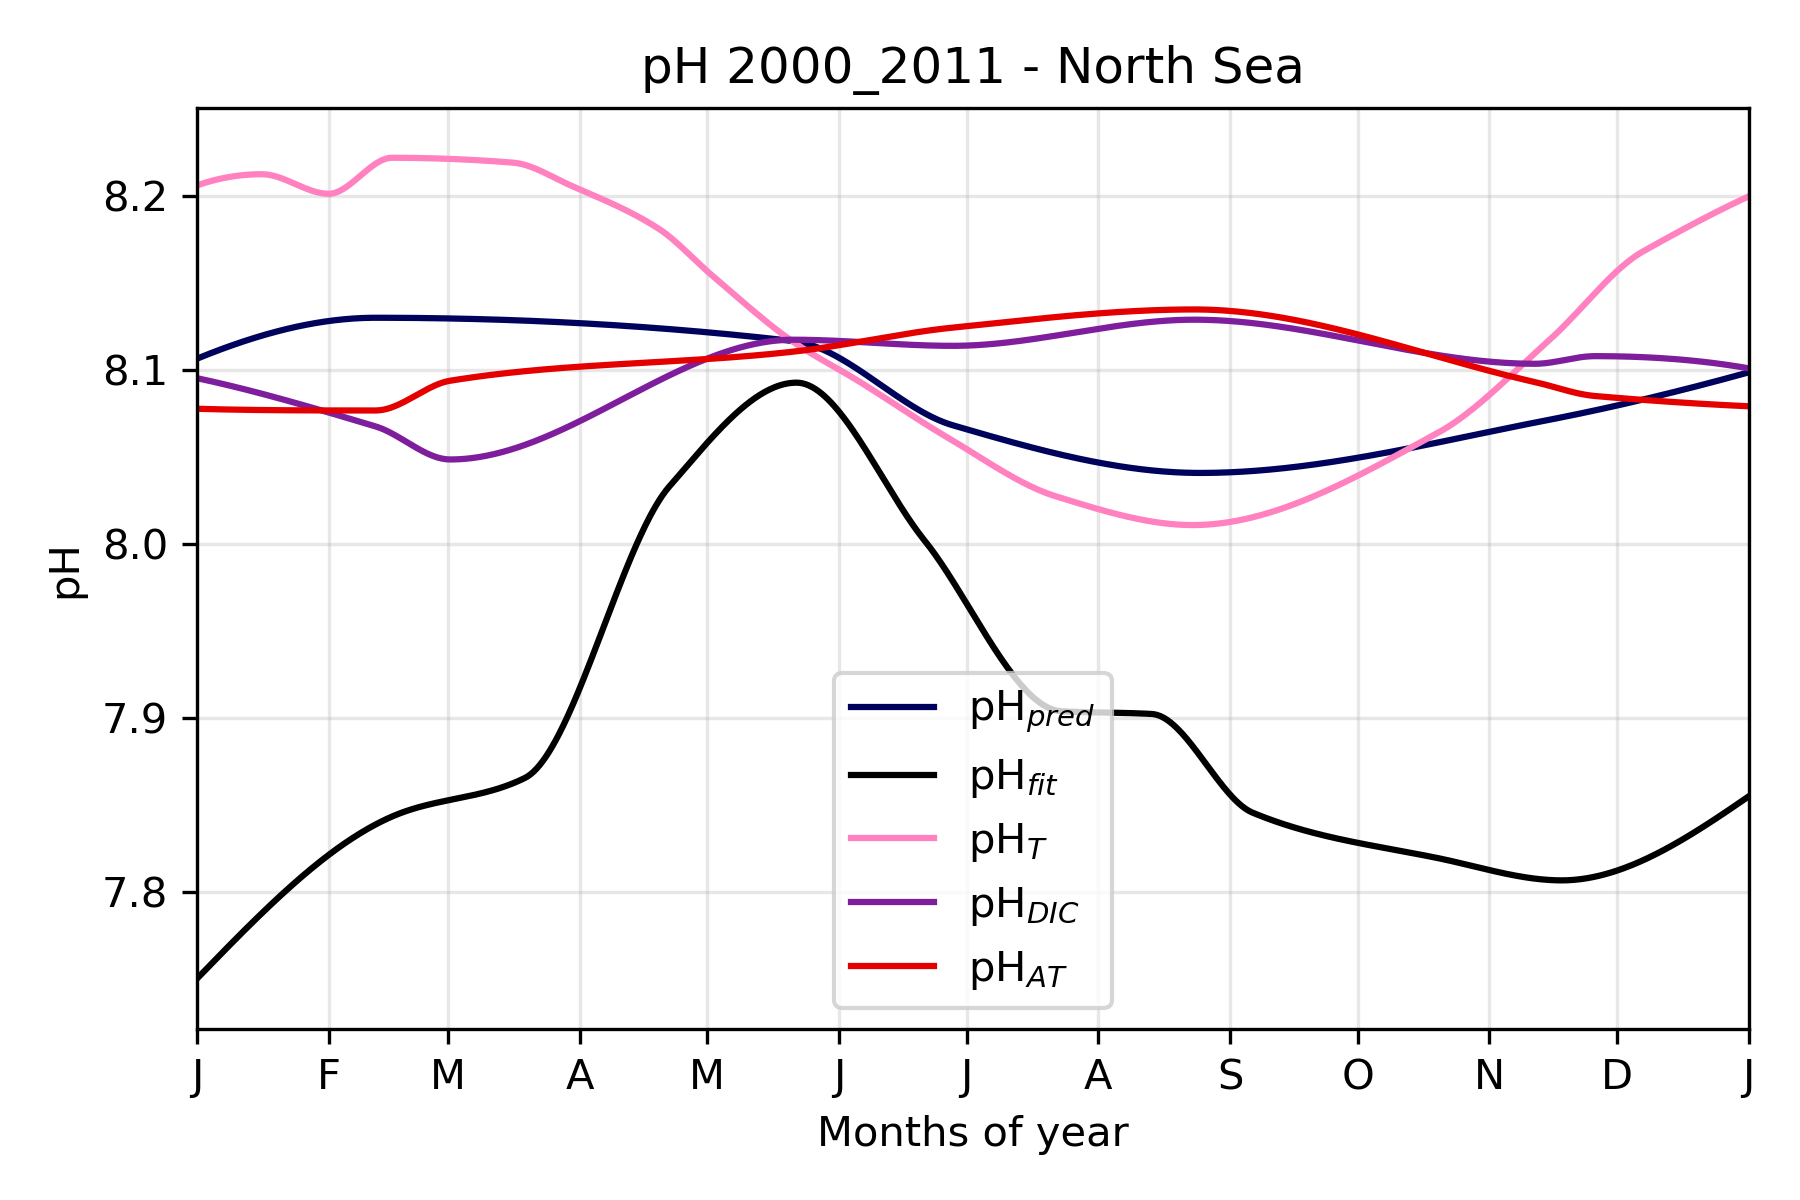 pH 2000_2011 - North Sea
8.2
8.1
8.0
7.9
7.8
pH
pH_pred
pH_fit
pH_T
pH_DIC
pH_AT
J F M A M J J A S O N D J
Months of year